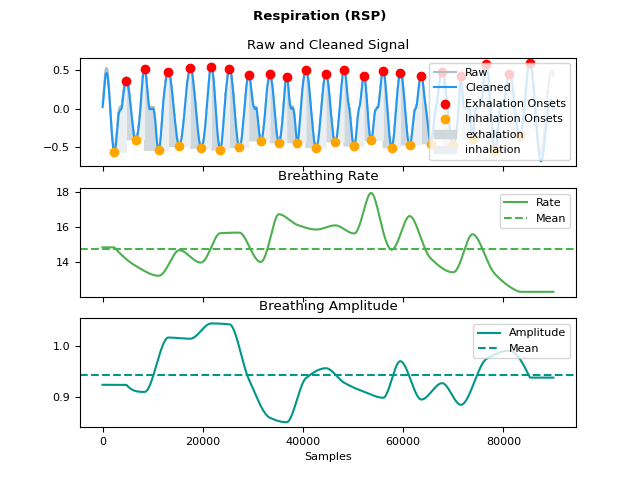 Respiration (RSP)
Raw and Cleaned Signal
0.5
0.0
−0.5
Raw
Cleaned
Exhalation Onsets
Inhalation Onsets
exhalation
inhalation
Breathing Rate
18
16
14
Rate
Mean
Breathing Amplitude
1.0
0.9
Amplitude
Mean
0
20000
40000
60000
80000
Samples